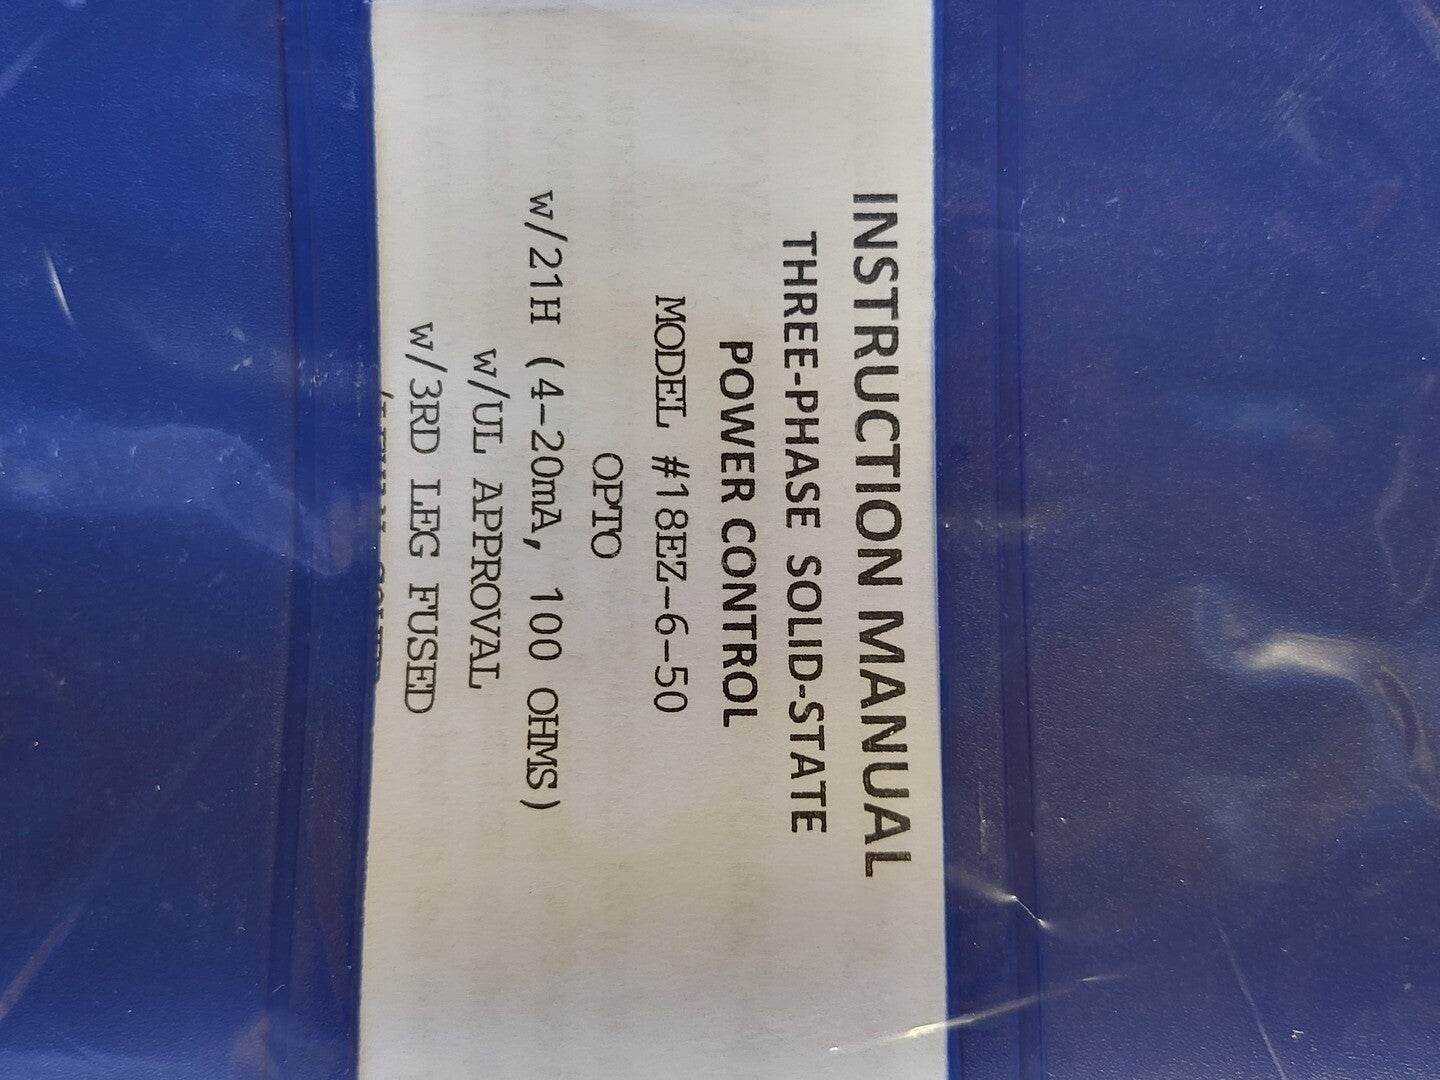 INSTRUCTION MANUAL
THREE-PHASE SOLID-STATE
POWER CONTROL
MODEL #18EZ-6-50
OPTO
w/21H (4-20mA, 100 OHMS)
w/UL APPROVAL
w/3RD LEG FUSED